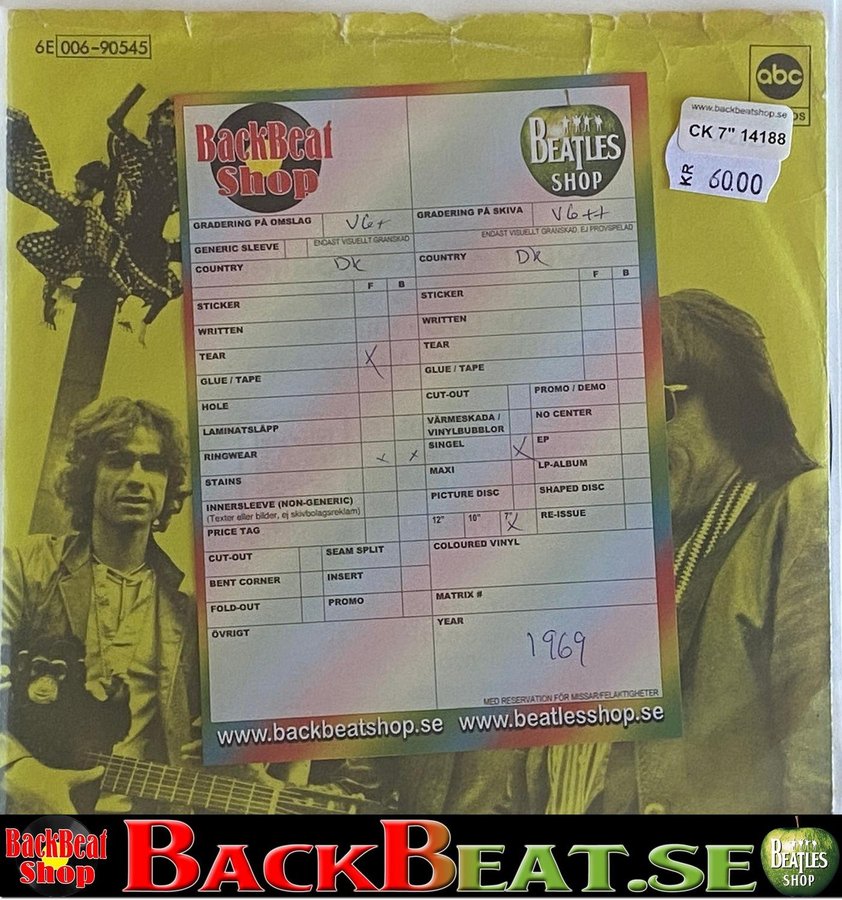 6E 006-90545
abc
www.backbeatshop.se
CK 7" 14188
KR 60.00
BackBeat Shop
BEATLES SHOP
GRADERING PÅ OMSLAG VG+
ENDAST VISUELLT GRANSKAD
GENERIC SLEEVE
COUNTRY DK
F B
STICKER
WRITTEN
TEAR X
GLUE / TAPE
HOLE
LAMINATSLÄPP
RINGWEAR x x
STAINS
INNERSLEEVE (NON-GENERIC)
(Texter eller bilder, ej skivbolagsreklam)
PRICE TAG
CUT-OUT SEAM SPLIT
BENT CORNER INSERT
FOLD-OUT PROMO
ÖVRIGT
GRADERING PÅ SKIVA VG++
ENDAST VISUELLT GRANSKAD, EJ PROVSPELAD
COUNTRY DK
F B
STICKER
WRITTEN
TEAR
GLUE / TAPE
CUT-OUT PROMO / DEMO
VÄRMESKADA / NO CENTER
VINYLBUBBLOR
SINGEL X EP
MAXI LP-ALBUM
PICTURE DISC SHAPED DISC
12" 10" 7" X RE-ISSUE
COLOURED VINYL
MATRIX #
YEAR
1969
MED RESERVATION FÖR MISSAR/FELAKTIGHETER
www.backbeatshop.se www.beatlesshop.se
BackBeat Shop
BACKBEAT.SE
BEATLES SHOP